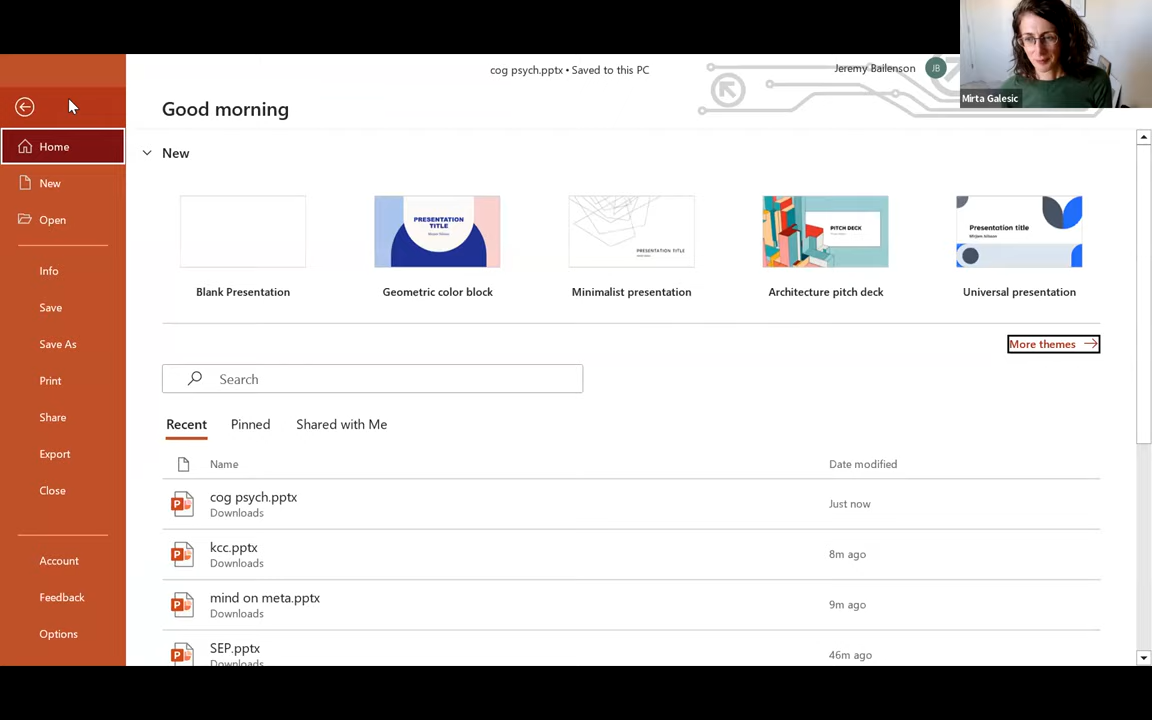 cog psych.pptx • Saved to this PC
Jeremy Bailenson
JB
Mirta Galesic
Good morning
Home
New
Open
Info
Save
Save As
Print
Share
Export
Close
Account
Feedback
Options
New
PRESENTATION
TITLE
PRESENTATION TITLE
PITCH DECK
Presentation title
Blank Presentation
Geometric color block
Minimalist presentation
Architecture pitch deck
Universal presentation
More themes
Search
Recent
Pinned
Shared with Me
Name
Date modified
cog psych.pptx
Downloads
Just now
kcc.pptx
Downloads
8m ago
mind on meta.pptx
Downloads
9m ago
SEP.pptx
Downloads
46m ago